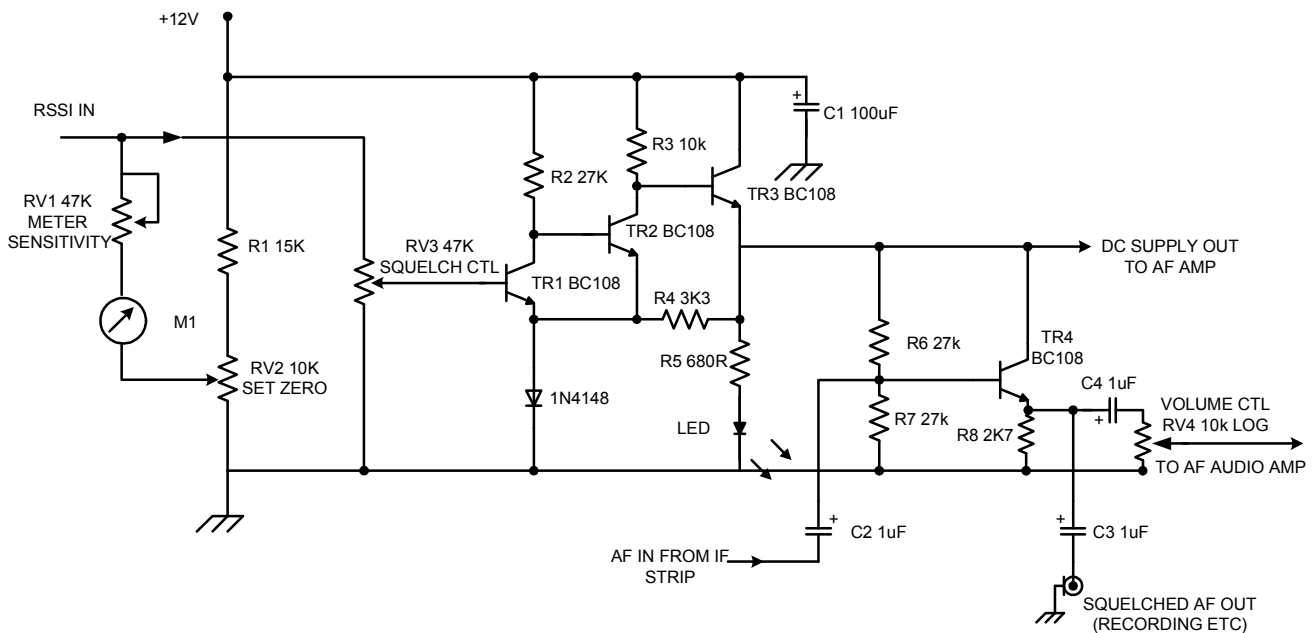 +12V
RSSI IN
RV1 47K
METER
SENSITIVITY
M1
R1 15K
RV2 10K
SET ZERO
RV3 47K
SQUELCH CTL
R2 27K
TR1 BC108
1N4148
R3 10k
TR2 BC108
R4 3K3
TR3 BC108
+
C1 100uF
R5 680R
LED
DC SUPPLY OUT
TO AF AMP
R6 27k
R7 27k
TR4
BC108
R8 2K7
C4 1uF
+
VOLUME CTL
RV4 10k LOG
TO AF AUDIO AMP
+
C2 1uF
AF IN FROM IF
STRIP
+
C3 1uF
SQUELCHED AF OUT
(RECORDING ETC)